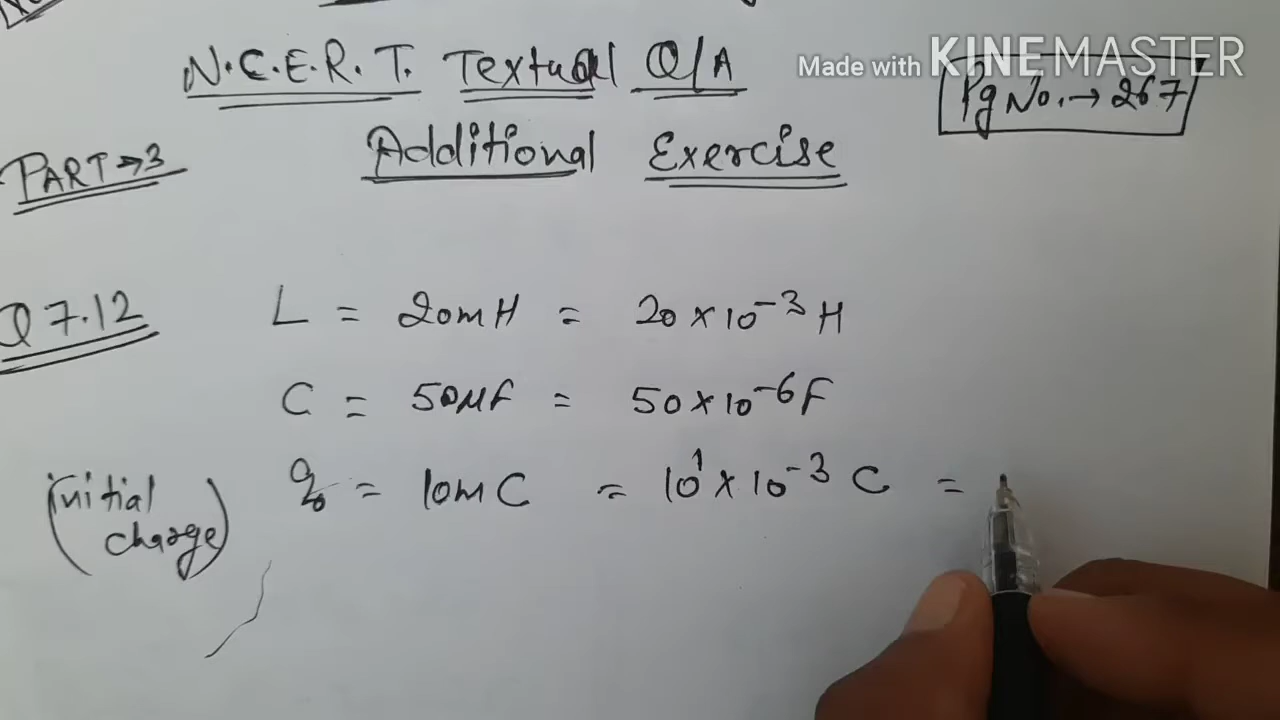 N.C.E.R.T. Textual Q/A
Made with KINEMASTER
Pg No. → 267
Additional Exercise
PART → 3
Q 7.12
L = 20mH = 20 × 10⁻³ H
C = 50μF = 50 × 10⁻⁶ F
(initial charge) q₀ = 10mC = 10¹ × 10⁻³ C =